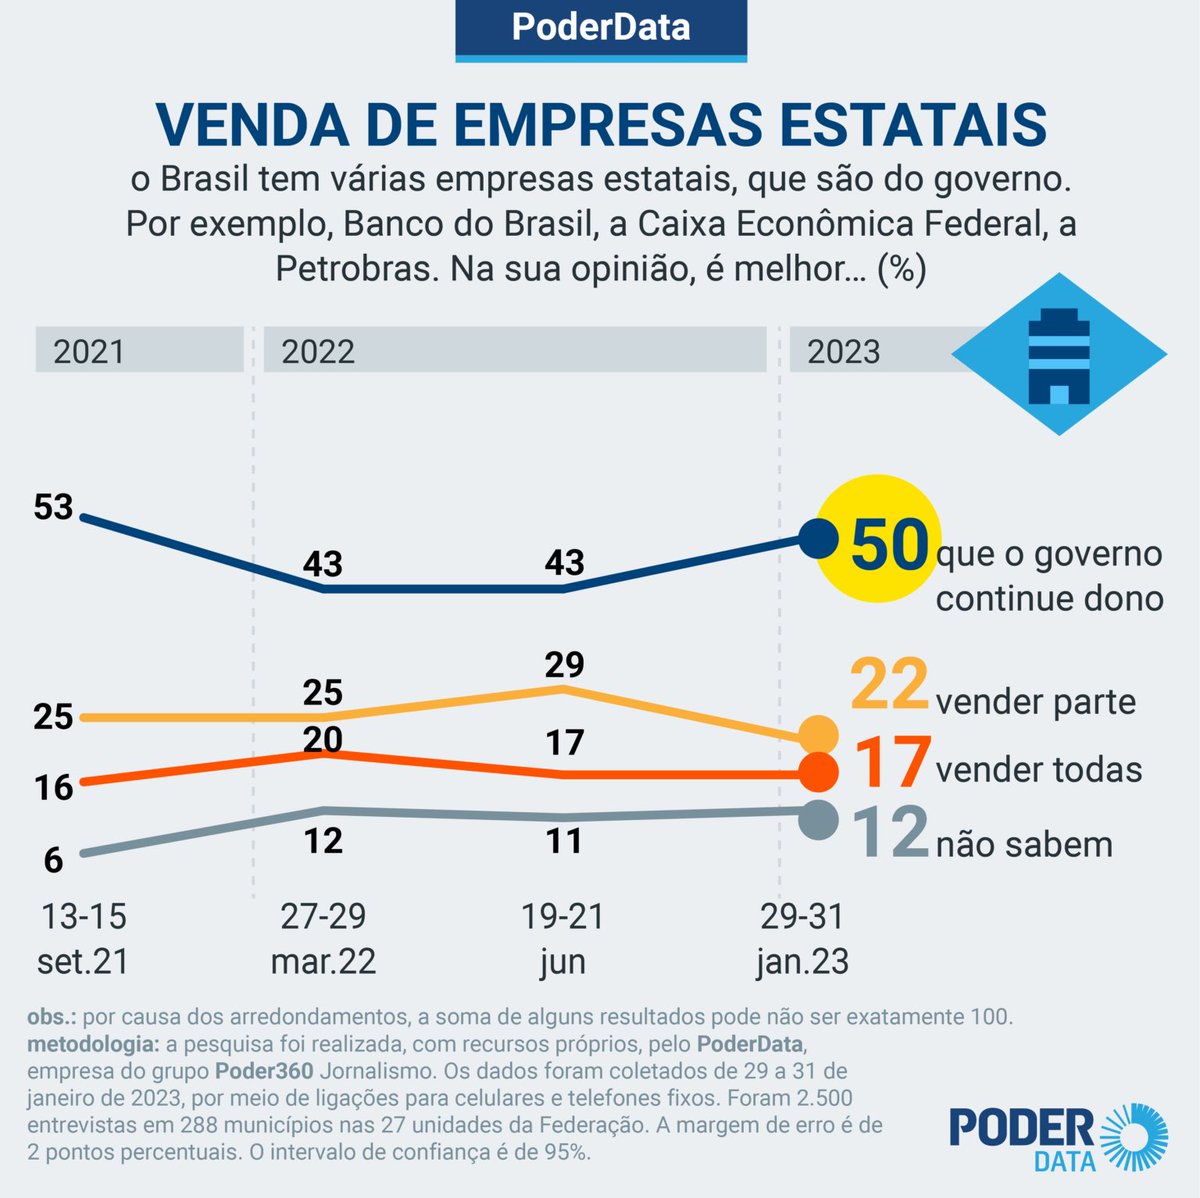 PoderData
VENDA DE EMPRESAS ESTATAIS
o Brasil tem várias empresas estatais, que são do governo.
Por exemplo, Banco do Brasil, a Caixa Econômica Federal, a
Petrobras. Na sua opinião, é melhor... (%)
2021
2022
2023
53
43
43
50
que o governo
continue dono
25
25
29
22
vender parte
16
20
17
17
vender todas
6
12
11
12
não sabem
13-15
set.21
27-29
mar.22
19-21
jun
29-31
jan.23
obs.: por causa dos arredondamentos, a soma de alguns resultados pode não ser exatamente 100.
metodologia: a pesquisa foi realizada, com recursos próprios, pelo PoderData,
empresa do grupo Poder360 Jornalismo. Os dados foram coletados de 29 a 31 de
janeiro de 2023, por meio de ligações para celulares e telefones fixos. Foram 2.500
entrevistas em 288 municípios nas 27 unidades da Federação. A margem de erro é de
2 pontos percentuais. O intervalo de confiança é de 95%.
PODER
DATA